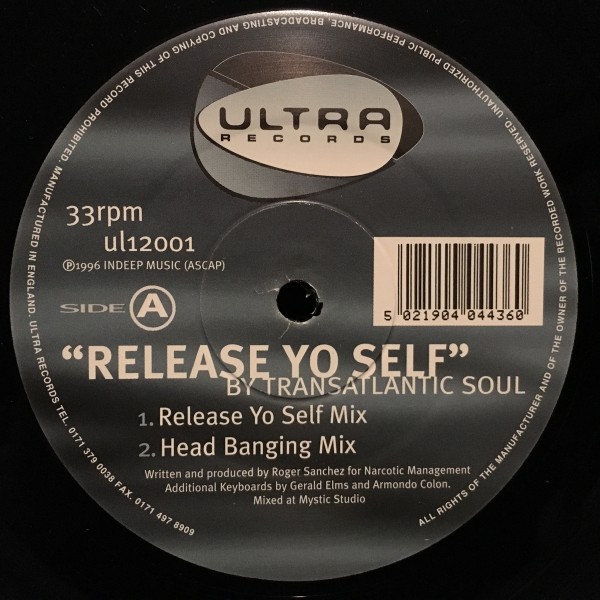 ULTRA
RECORDS
33rpm
ul12001
℗1996 INDEEP MUSIC (ASCAP)
SIDE A
5 021904 044360
“RELEASE YO SELF”
BY TRANSATLANTIC SOUL
1. Release Yo Self Mix
2. Head Banging Mix
Written and produced by Roger Sanchez for Narcotic Management
Additional Keyboards by Gerald Elms and Armondo Colon.
Mixed at Mystic Studio
ALL RIGHTS OF THE MANUFACTURER AND OF THE OWNER OF THE RECORDED WORK RESERVED. UNAUTHORIZED PUBLIC PERFORMANCE, BROADCASTING AND COPYING OF THIS RECORD PROHIBITED. MANUFACTURED IN ENGLAND. ULTRA RECORDS TEL. 0171 379 0038 FAX. 0171 497 8909